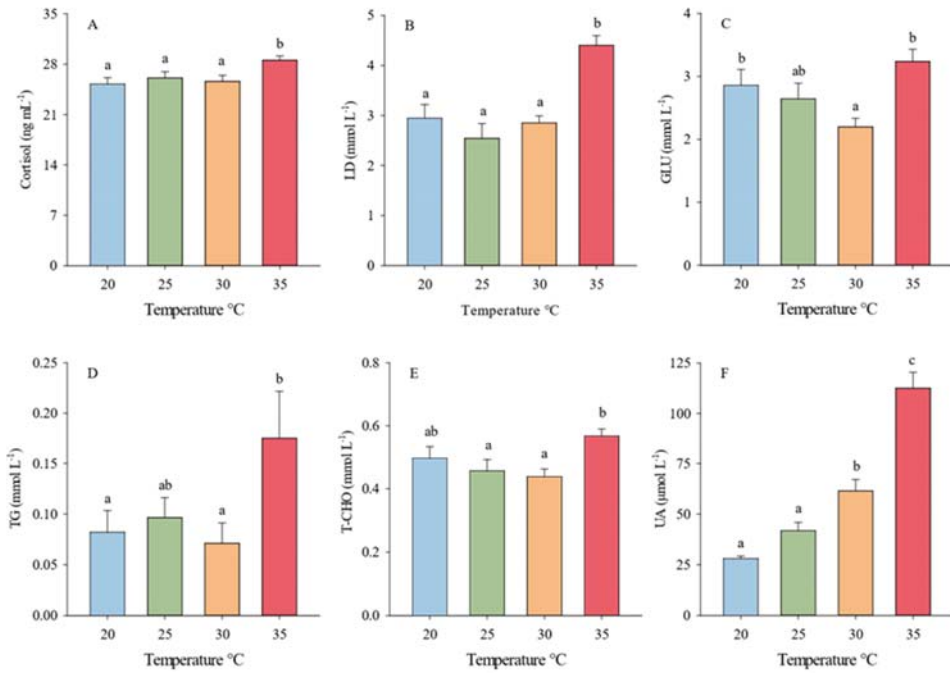 A
Cortisol (ng mL⁻¹)
35
28
21
14
7
0
a
a
a
b
20
25
30
35
Temperature °C
B
LD (mmol L⁻¹)
5
4
3
2
1
0
a
a
a
b
20
25
30
35
Temperature °C
C
GLU (mmol L⁻¹)
4
3
2
1
0
b
ab
a
b
20
25
30
35
Temperature °C
D
TG (mmol L⁻¹)
0.25
0.20
0.15
0.10
0.05
0.00
a
ab
a
b
20
25
30
35
Temperature °C
E
T-CHO (mmol L⁻¹)
0.8
0.6
0.4
0.2
0.0
ab
a
a
b
20
25
30
35
Temperature °C
F
UA (µmol L⁻¹)
125
100
75
50
25
0
a
a
b
c
20
25
30
35
Temperature °C